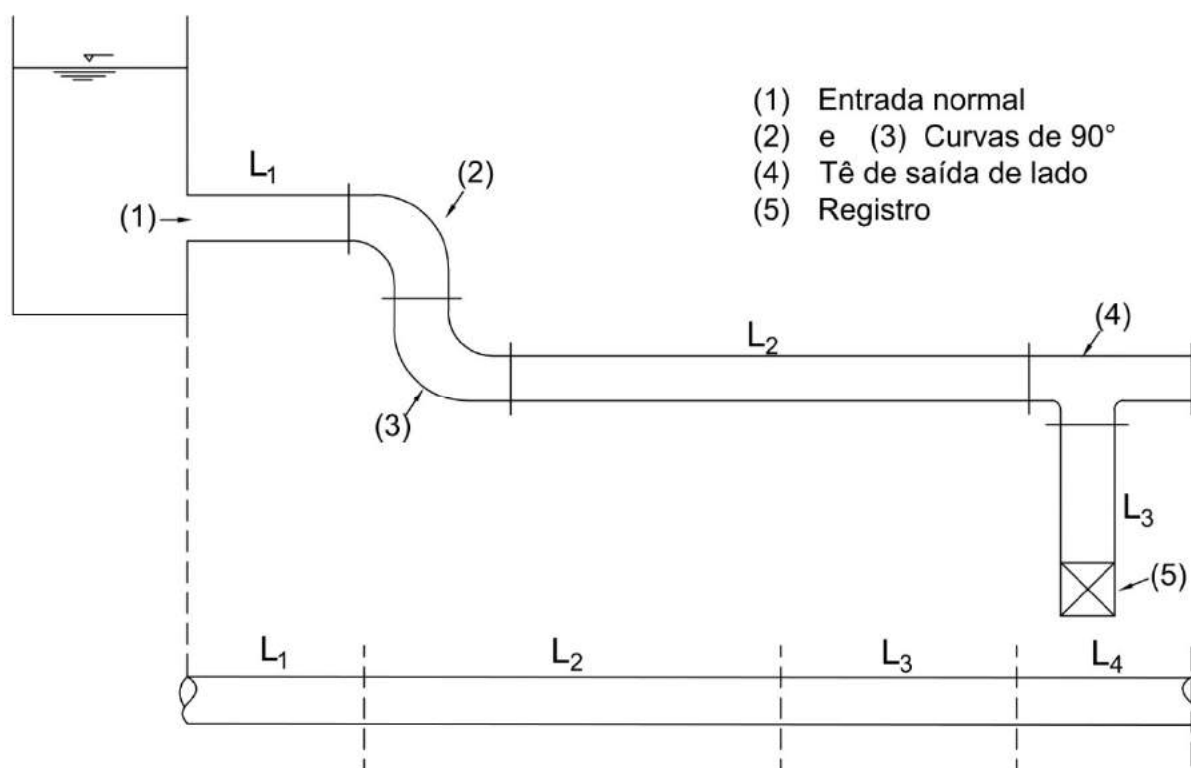 (1) Entrada normal
(2) e (3) Curvas de 90°
(4) Tê de saída de lado
(5) Registro
L₁
(2)
(1)
(4)
L₂
(3)
L₃
(5)
L₁
L₂
L₃
L₄